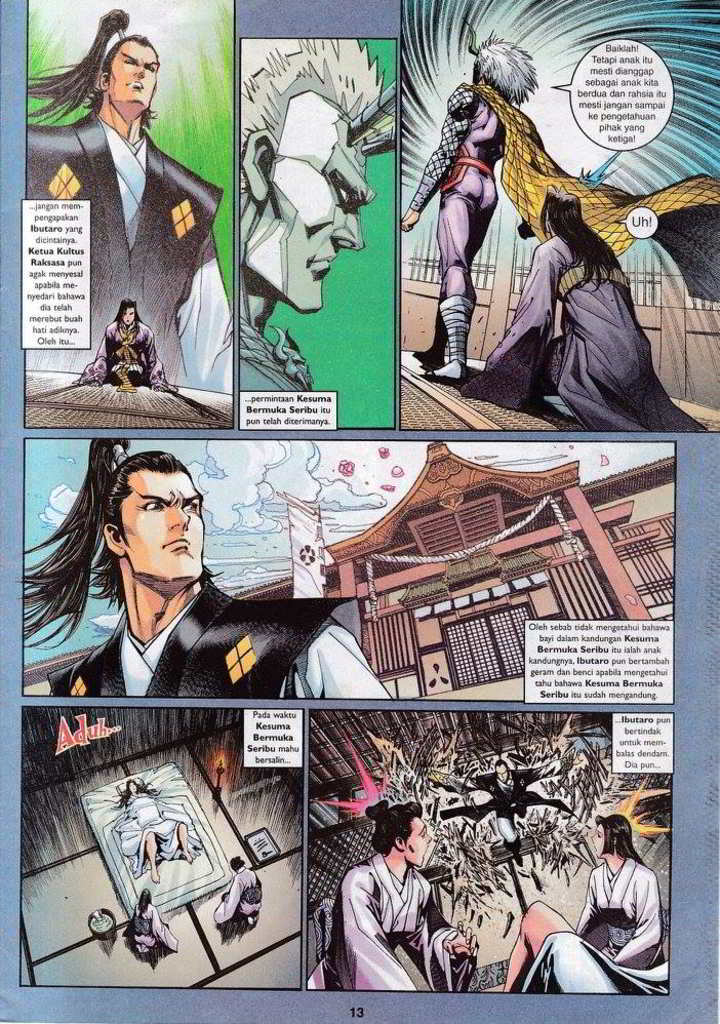 ...jangan mem-
pengapakan
Ibutaro yang
dicintainya.
Ketua Kultus
Raksasa pun
agak menyesal
apabila me-
nyedari bahawa
dia telah
merebut buah
hati adiknya.
Oleh itu...
...permintaan Kesuma
Bermuka Seribu itu
pun telah diterimanya.
Baiklah!
Tetapi anak itu
mesti dianggap
sebagai anak kita
berdua dan rahsia itu
mesti jangan sampai
ke pengetahuan
pihak yang
ketiga!
Uh!
Oleh sebab tidak mengetahui bahawa
bayi dalam kandungan Kesuma
Bermuka Seribu itu ialah anak
kandungnya, Ibutaro pun bertambah
geram dan benci apabila mengetahui
tahu bahawa Kesuma Bermuka
Seribu itu sudah mengandung.
Aduh...
Pada waktu
Kesuma
Bermuka
Seribu mahu
bersalin...
...Ibutaro pun
bertindak
untuk mem-
balas dendam.
Dia pun...
13